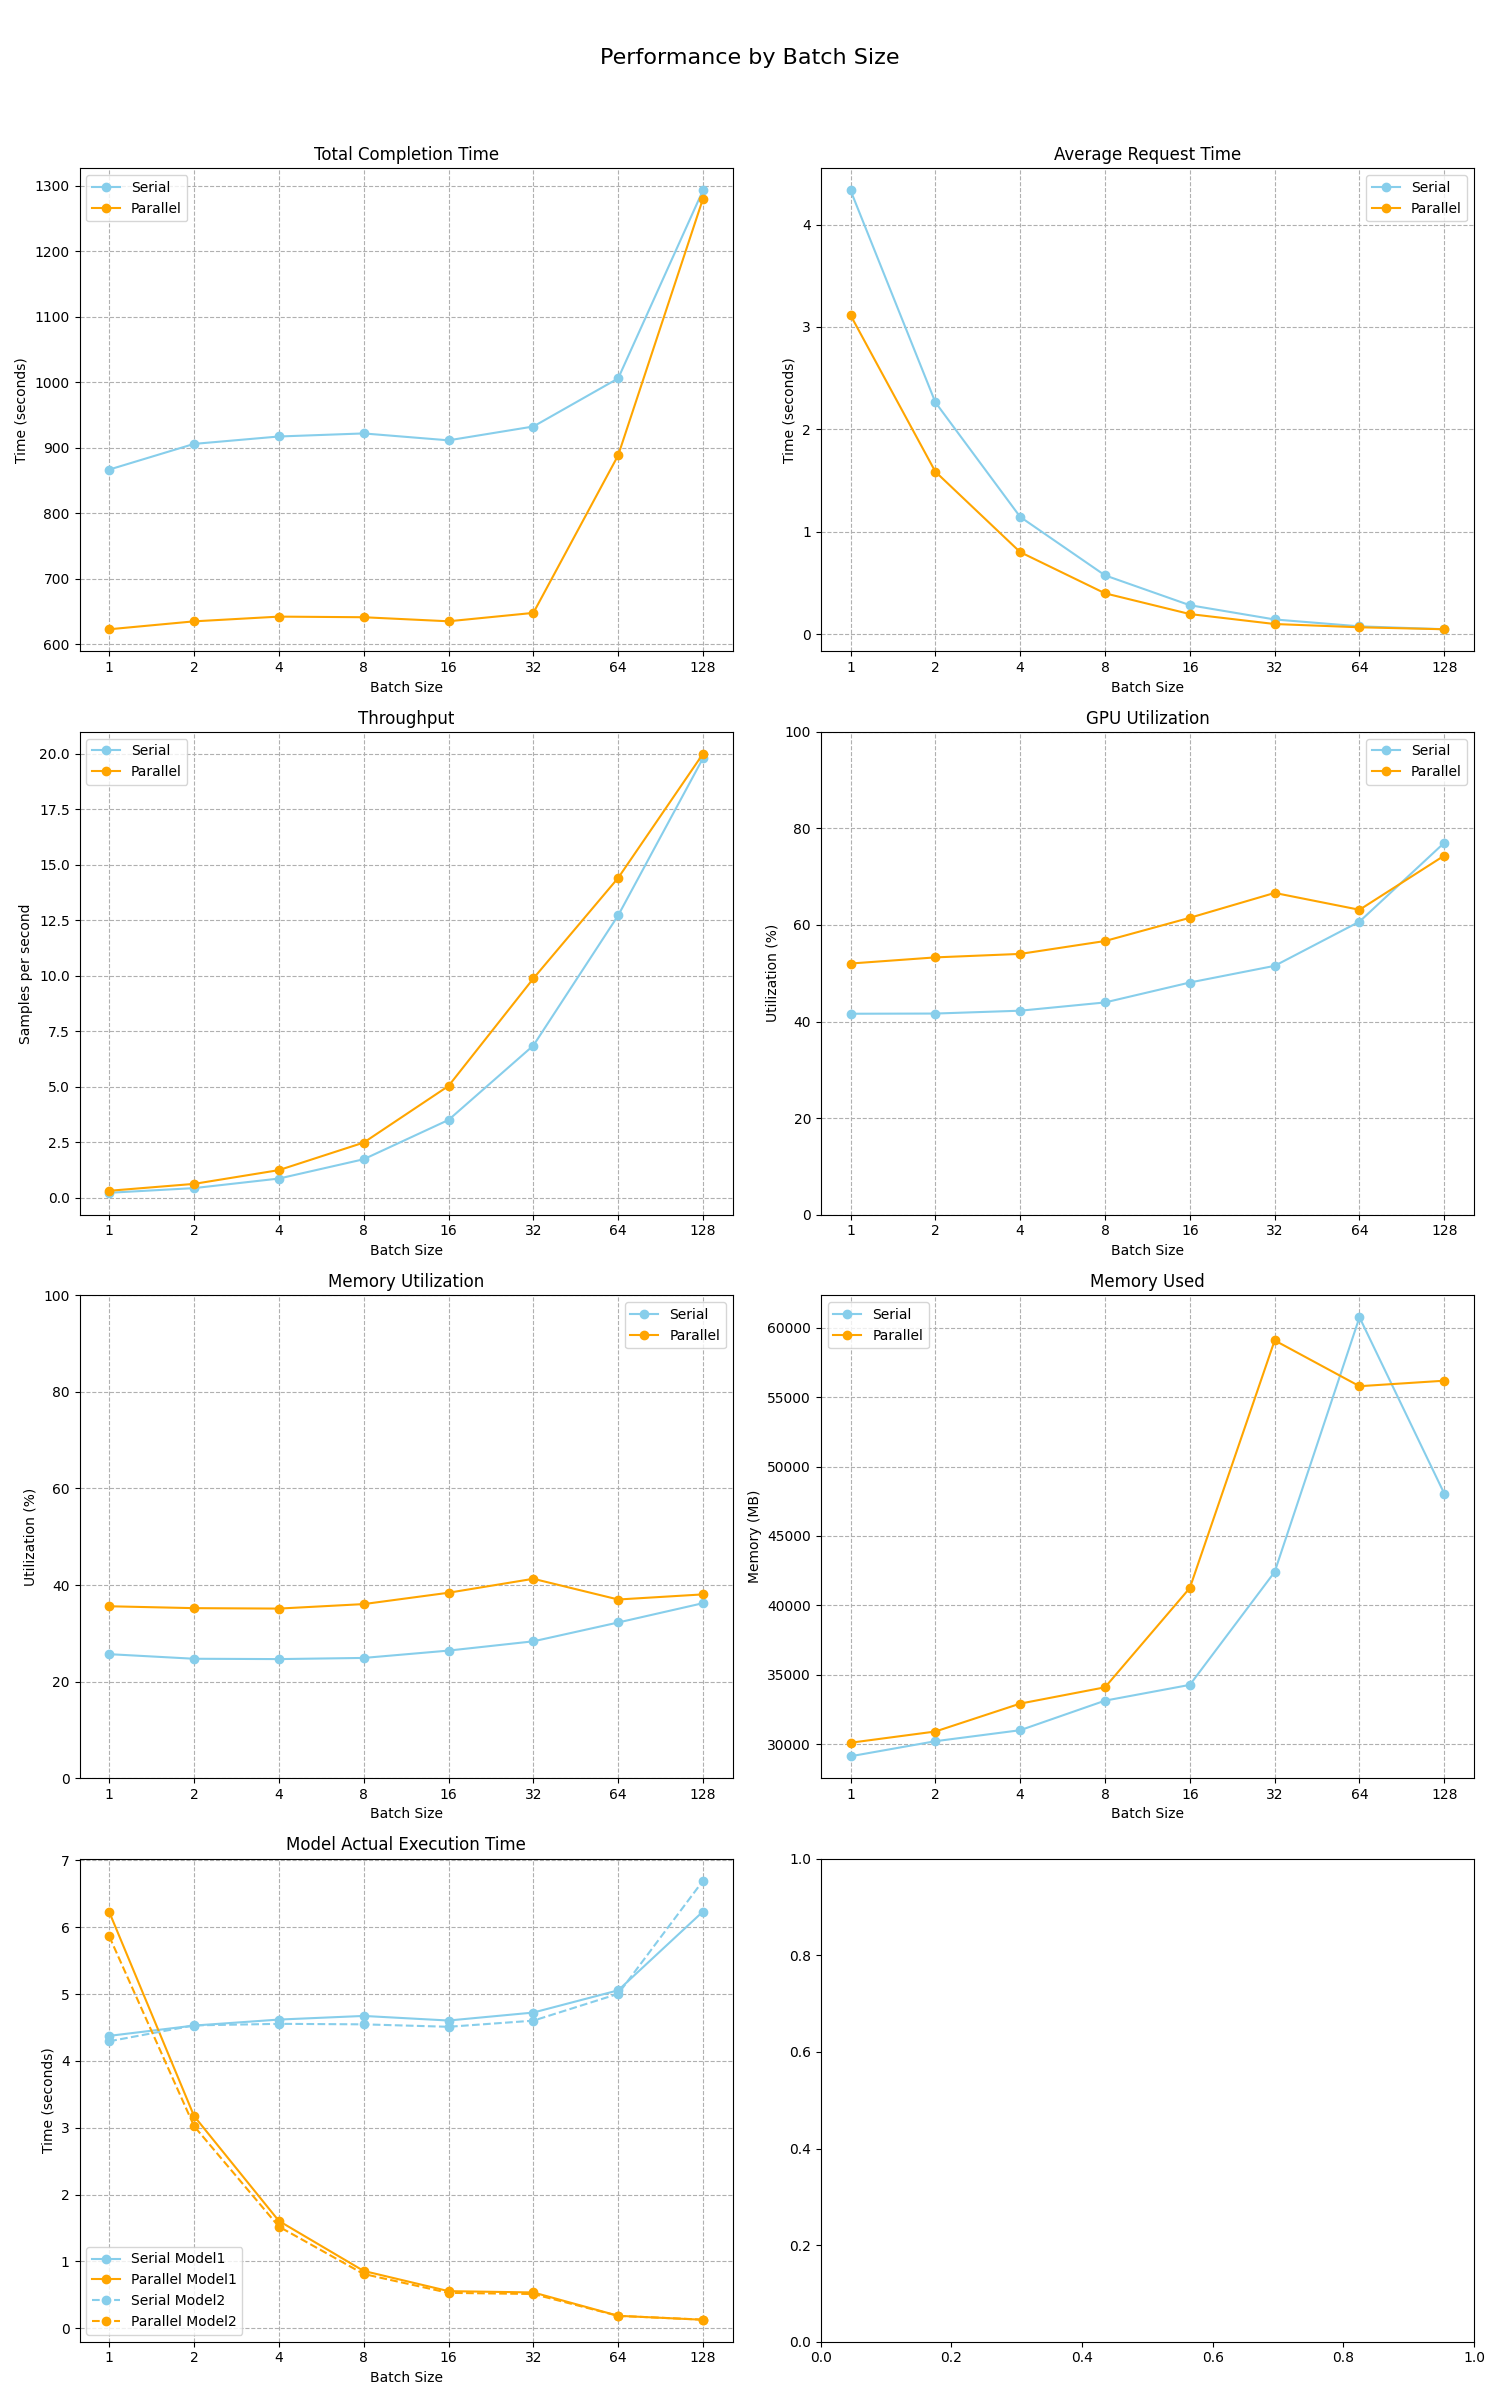 Performance by Batch Size
Total Completion Time
Serial
Parallel
1300
1200
1100
1000
900
800
700
600
Time (seconds)
1 2 4 8 16 32 64 128
Batch Size
Average Request Time
Serial
Parallel
4
3
2
1
0
Time (seconds)
1 2 4 8 16 32 64 128
Batch Size
Throughput
Serial
Parallel
20.0
17.5
15.0
12.5
10.0
7.5
5.0
2.5
0.0
Samples per second
1 2 4 8 16 32 64 128
Batch Size
GPU Utilization
Serial
Parallel
100
80
60
40
20
0
Utilization (%)
1 2 4 8 16 32 64 128
Batch Size
Memory Utilization
Serial
Parallel
100
80
60
40
20
0
Utilization (%)
1 2 4 8 16 32 64 128
Batch Size
Memory Used
Serial
Parallel
60000
55000
50000
45000
40000
35000
30000
Memory (MB)
1 2 4 8 16 32 64 128
Batch Size
Model Actual Execution Time
7
6
5
4
3
2
1
0
Time (seconds)
Serial Model1
Parallel Model1
Serial Model2
Parallel Model2
1 2 4 8 16 32 64 128
Batch Size
1.0
0.8
0.6
0.4
0.2
0.0
0.0 0.2 0.4 0.6 0.8 1.0